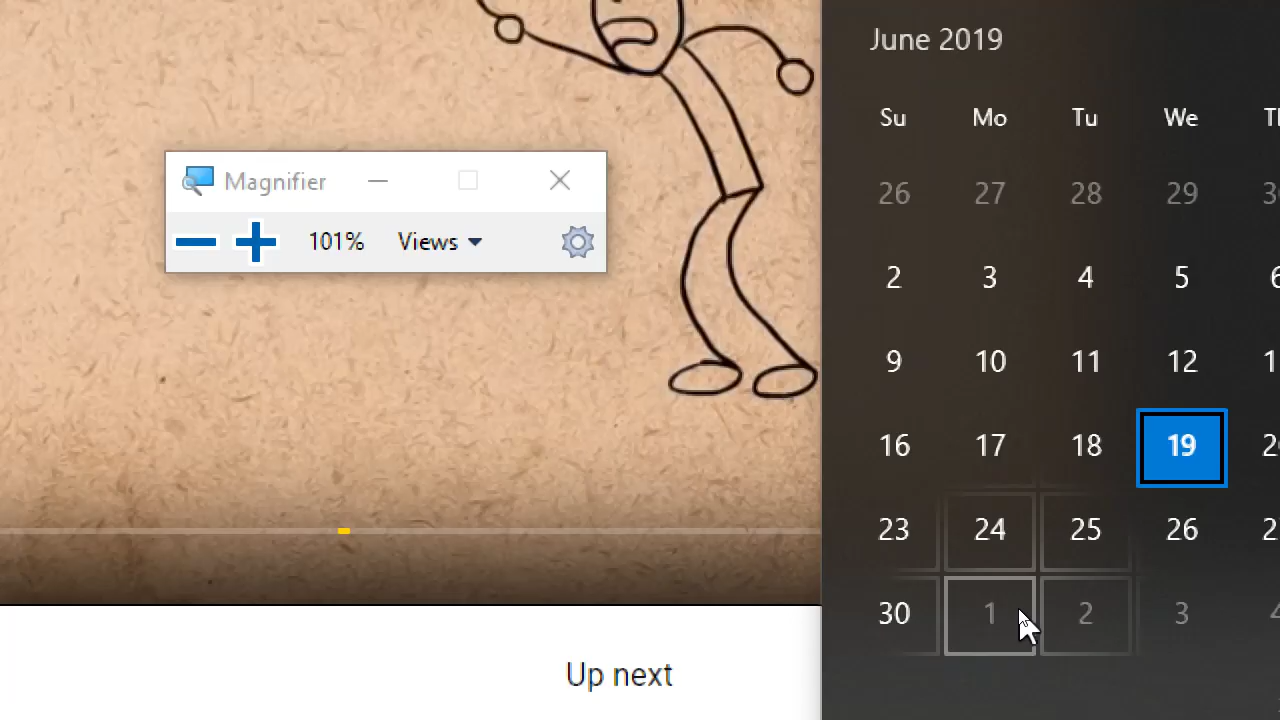 Magnifier
101% Views
June 2019
Su Mo Tu We
26 27 28 29
2 3 4 5
9 10 11 12
16 17 18 19
23 24 25 26
30 1 2 3
Up next